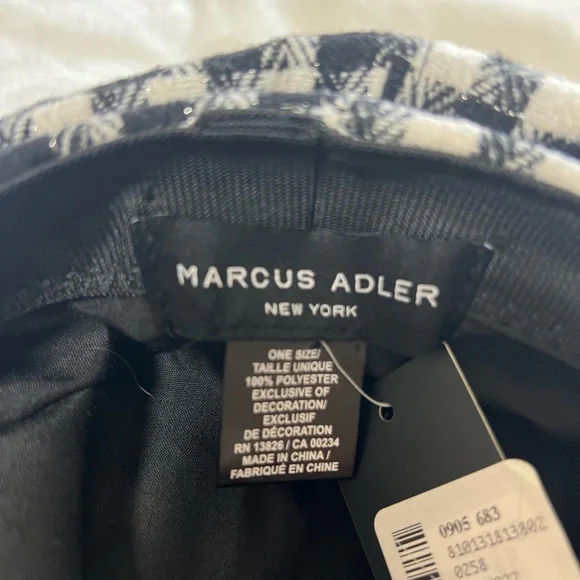 MARCUS ADLER
NEW YORK
ONE SIZE/
TAILLE UNIQUE
100% POLYESTER
EXCLUSIVE OF
DECORATION/
EXCLUSIF
DE DÉCORATION
RN 13826 / CA 00234
MADE IN CHINA /
FABRIQUÉ EN CHINE
0905 683
810131813802
0258